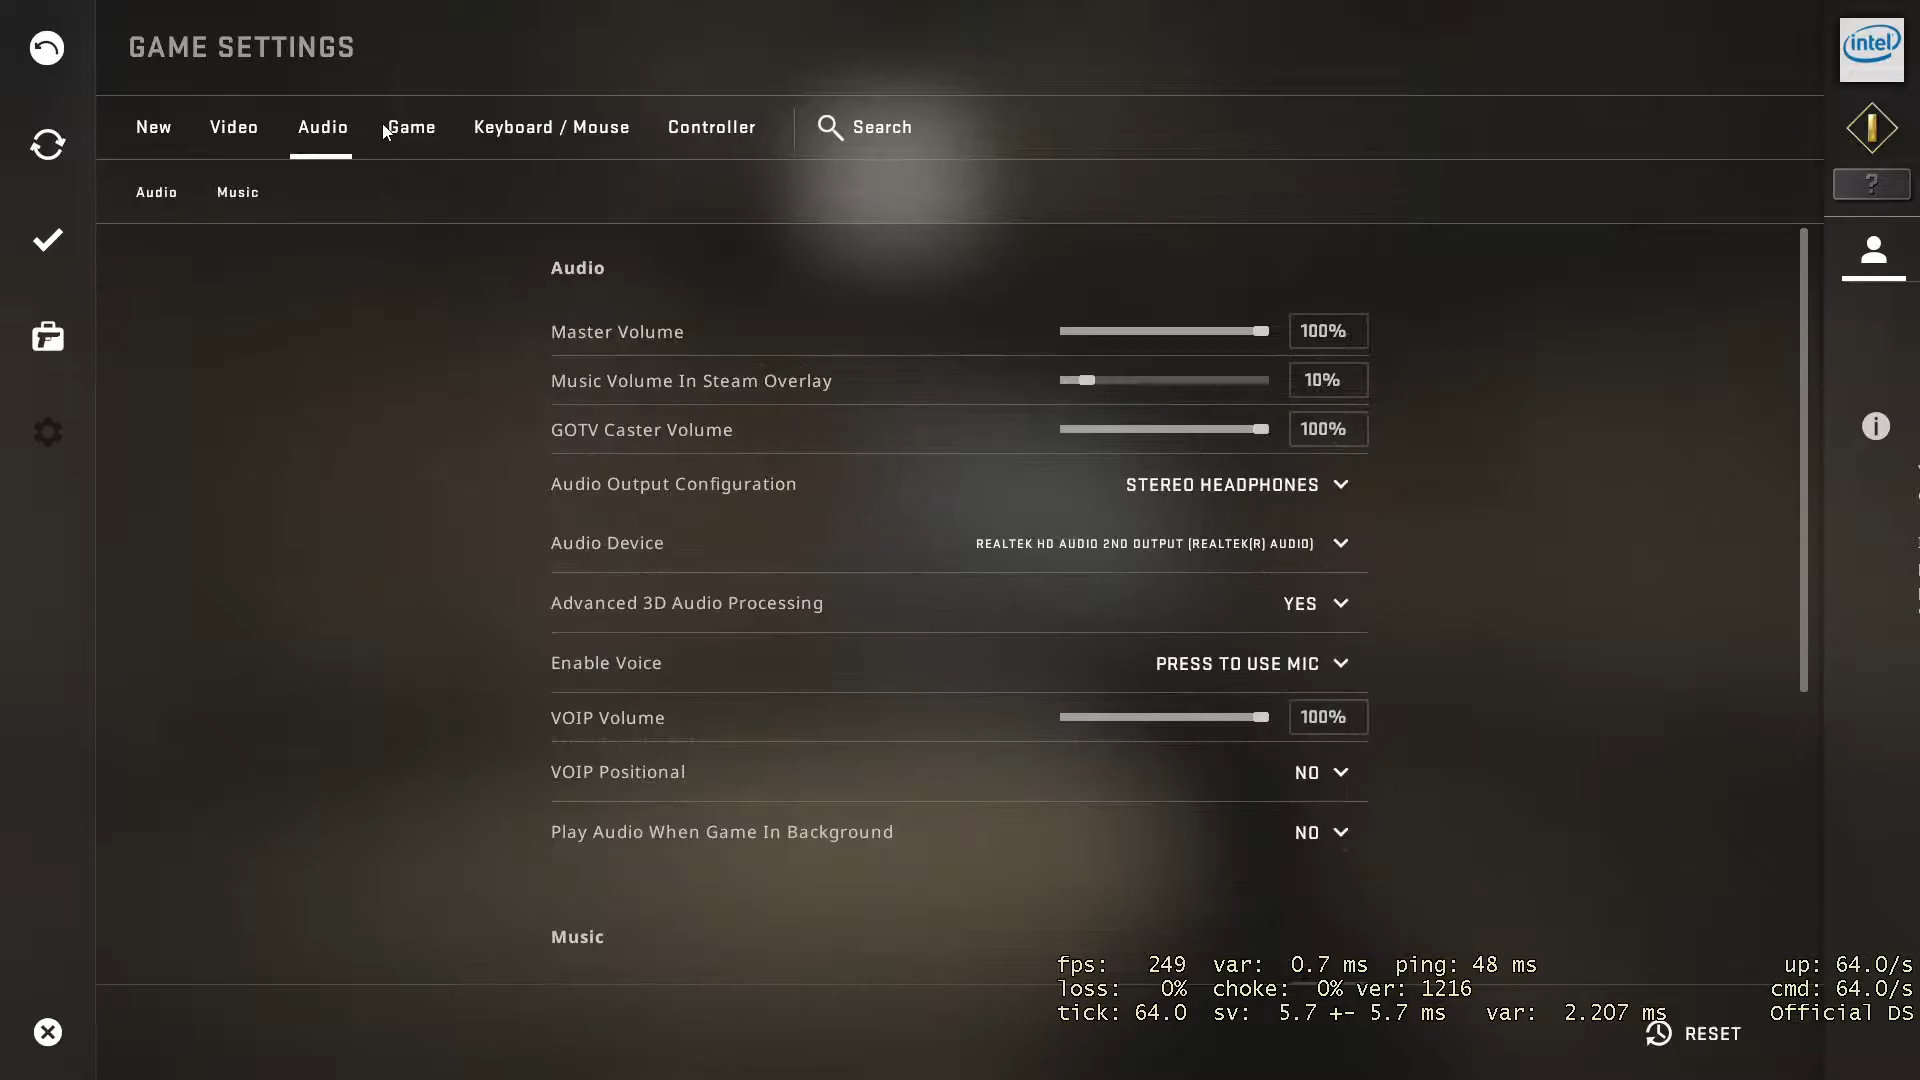 GAME SETTINGS
intel
New Video Audio Game Keyboard / Mouse Controller Search
?
Audio Music
Audio
Master Volume 100%
Music Volume In Steam Overlay 10%
GOTV Caster Volume 100%
Audio Output Configuration STEREO HEADPHONES
Audio Device REALTEK HD AUDIO 2ND OUTPUT (REALTEK(R) AUDIO)
Advanced 3D Audio Processing YES
Enable Voice PRESS TO USE MIC
VOIP Volume 100%
VOIP Positional NO
Play Audio When Game In Background NO
Music
fps: 249 var: 0.7 ms ping: 48 ms up: 64.0/s
loss: 0% choke: 0% ver: 1216 cmd: 64.0/s
tick: 64.0 sv: 5.7 +- 5.7 ms var: 2.207 ms Official DS
RESET